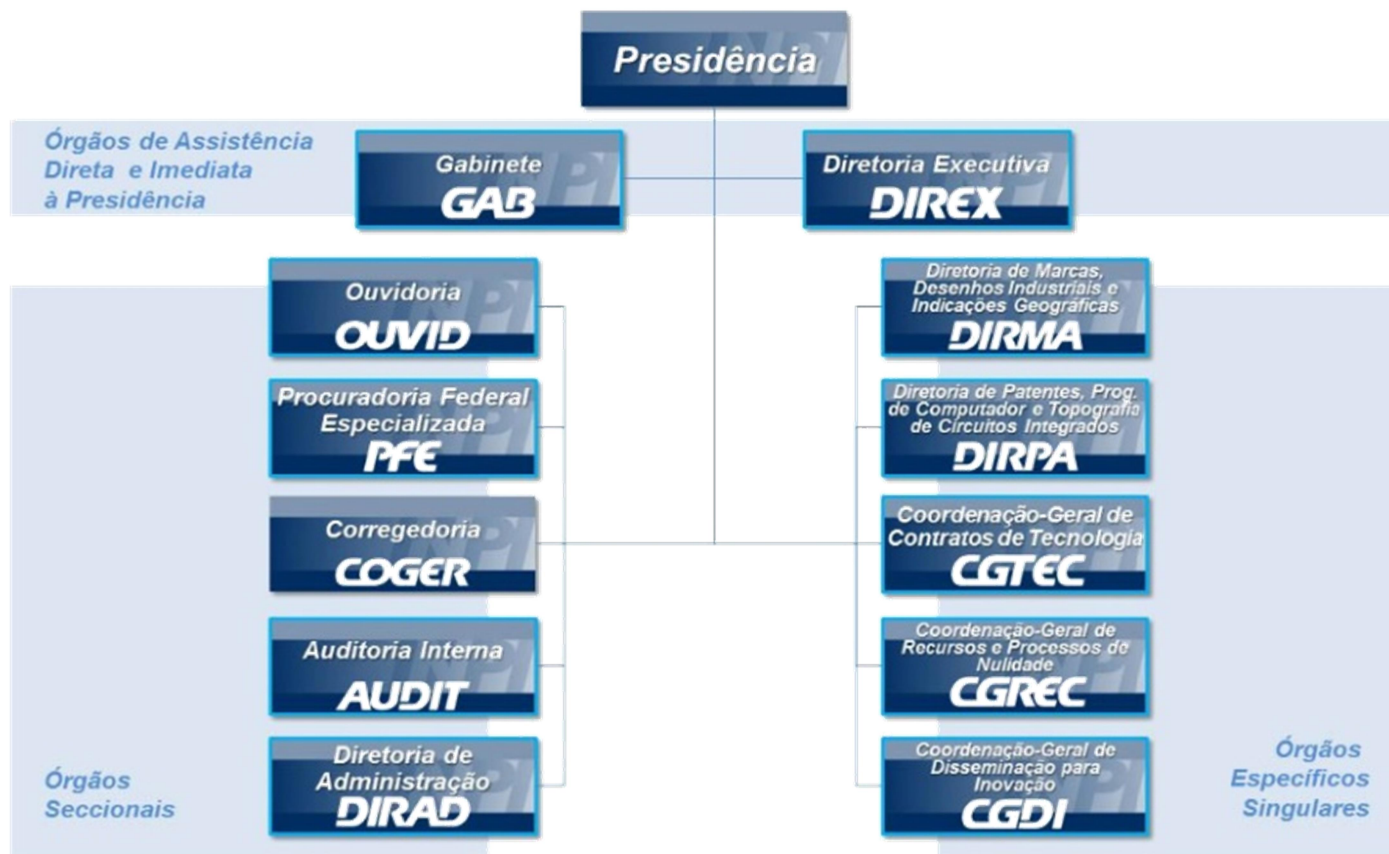 Presidência
Órgãos de Assistência
Direta e Imediata
à Presidência
Gabinete
GAB
Diretoria Executiva
DIREX
Ouvidoria
OUVID
Procuradoria Federal
Especializada
PFE
Corregedoria
COGER
Auditoria Interna
AUDIT
Diretoria de
Administração
DIRAD
Órgãos
Seccionais
Diretoria de Marcas,
Desenhos Industriais e
Indicações Geográficas
DIRMA
Diretoria de Patentes, Prog.
de Computador e Topografia
de Circuitos Integrados
DIRPA
Coordenação-Geral de
Contratos de Tecnologia
CGTEC
Coordenação-Geral de
Recursos e Processos de
Nulidade
CGREC
Coordenação-Geral de
Disseminação para
Inovação
CGDI
Órgãos
Específicos
Singulares